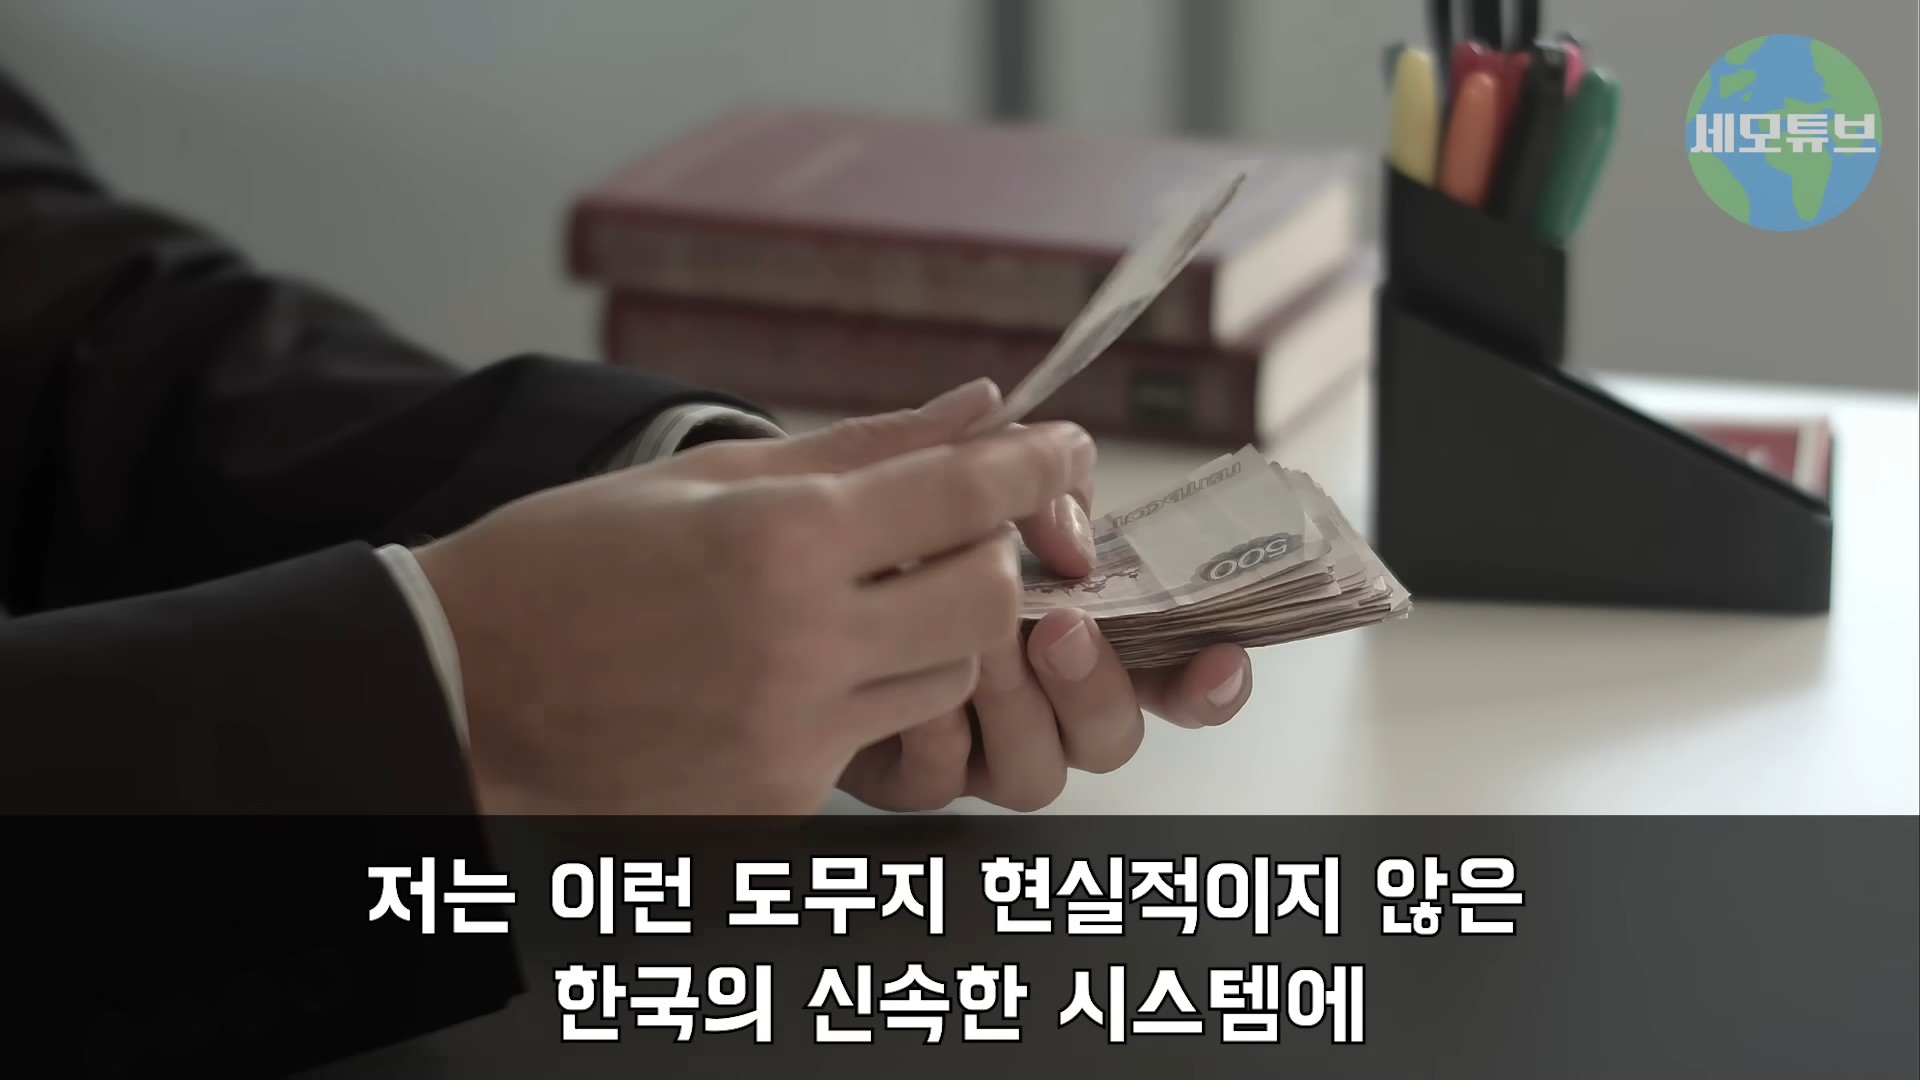 세모튜브
500
저는 이런 도무지 현실적이지 않은
한국의 신속한 시스템에